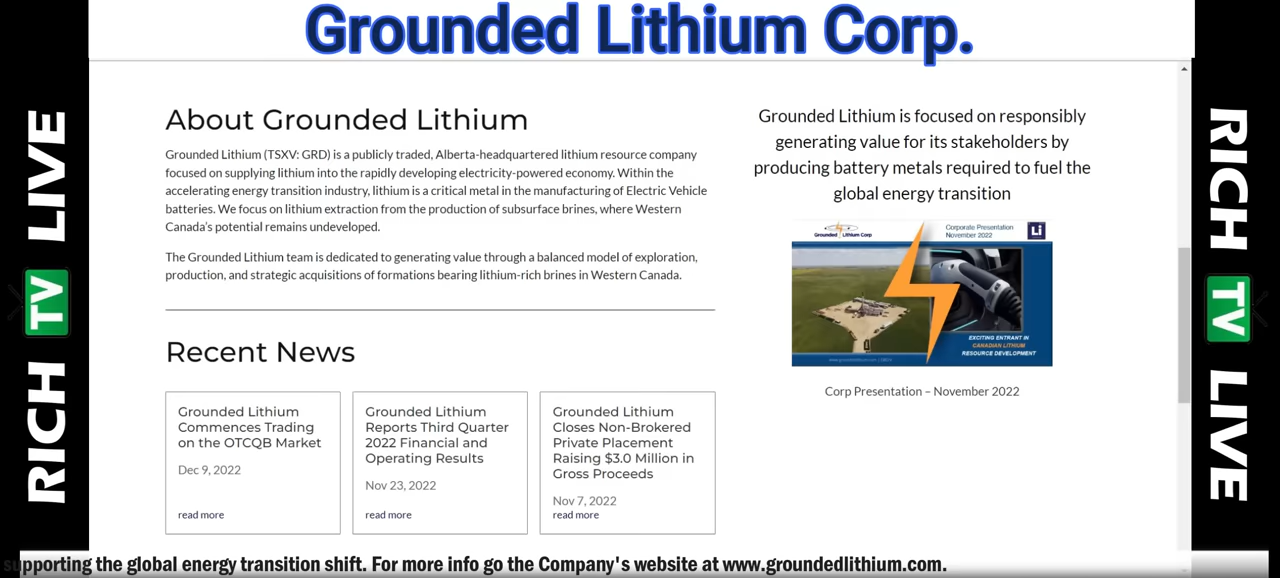 Grounded Lithium Corp.
RICH TV LIVE
About Grounded Lithium
Grounded Lithium (TSXV: GRD) is a publicly traded, Alberta-headquartered lithium resource company
focused on supplying lithium into the rapidly developing electricity-powered economy. Within the
accelerating energy transition industry, lithium is a critical metal in the manufacturing of Electric Vehicle
batteries. We focus on lithium extraction from the production of subsurface brines, where Western
Canada's potential remains undeveloped.
The Grounded Lithium team is dedicated to generating value through a balanced model of exploration,
production, and strategic acquisitions of formations bearing lithium-rich brines in Western Canada.
Recent News
Grounded Lithium
Commences Trading
on the OTCQB Market
Dec 9, 2022
read more
Grounded Lithium
Reports Third Quarter
2022 Financial and
Operating Results
Nov 23, 2022
read more
Grounded Lithium
Closes Non-Brokered
Private Placement
Raising $3.0 Million in
Gross Proceeds
Nov 7, 2022
read more
Grounded Lithium is focused on responsibly
generating value for its stakeholders by
producing battery metals required to fuel the
global energy transition
Grounded Lithium Corp
Corporate Presentation
November 2022
Li
EXCITING ENTRANT IN
CANADIAN LITHIUM
RESOURCE DEVELOPMENT
Corp Presentation – November 2022
RICH TV LIVE
supporting the global energy transition shift. For more info go the Company's website at www.groundedlithium.com.